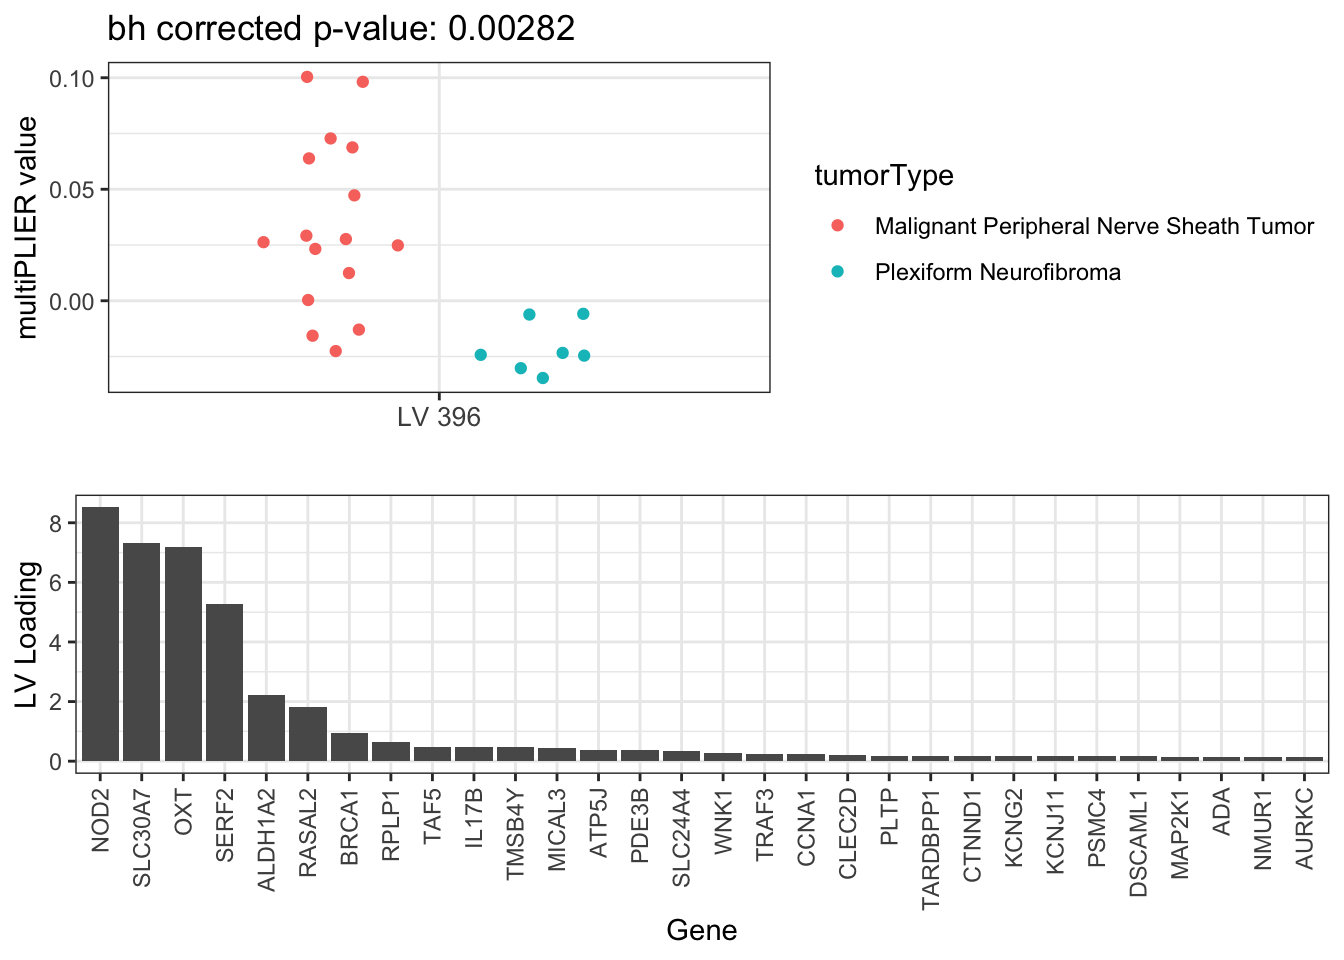 bh corrected p-value: 0.00282
multiPLIER value
0.10
0.05
0.00
LV 396
tumorType
Malignant Peripheral Nerve Sheath Tumor
Plexiform Neurofibroma
LV Loading
8
6
4
2
0
NOD2
SLC30A7
OXT
SERF2
ALDH1A2
RASAL2
BRCA1
RPLP1
TAF5
IL17B
TMSB4Y
MICAL3
ATP5J
PDE3B
SLC24A4
WNK1
TRAF3
CCNA1
CLEC2D
PLTP
TARDBPP1
CTNND1
KCNG2
KCNJ11
PSMC4
DSCAML1
MAP2K1
ADA
NMUR1
AURKC
Gene